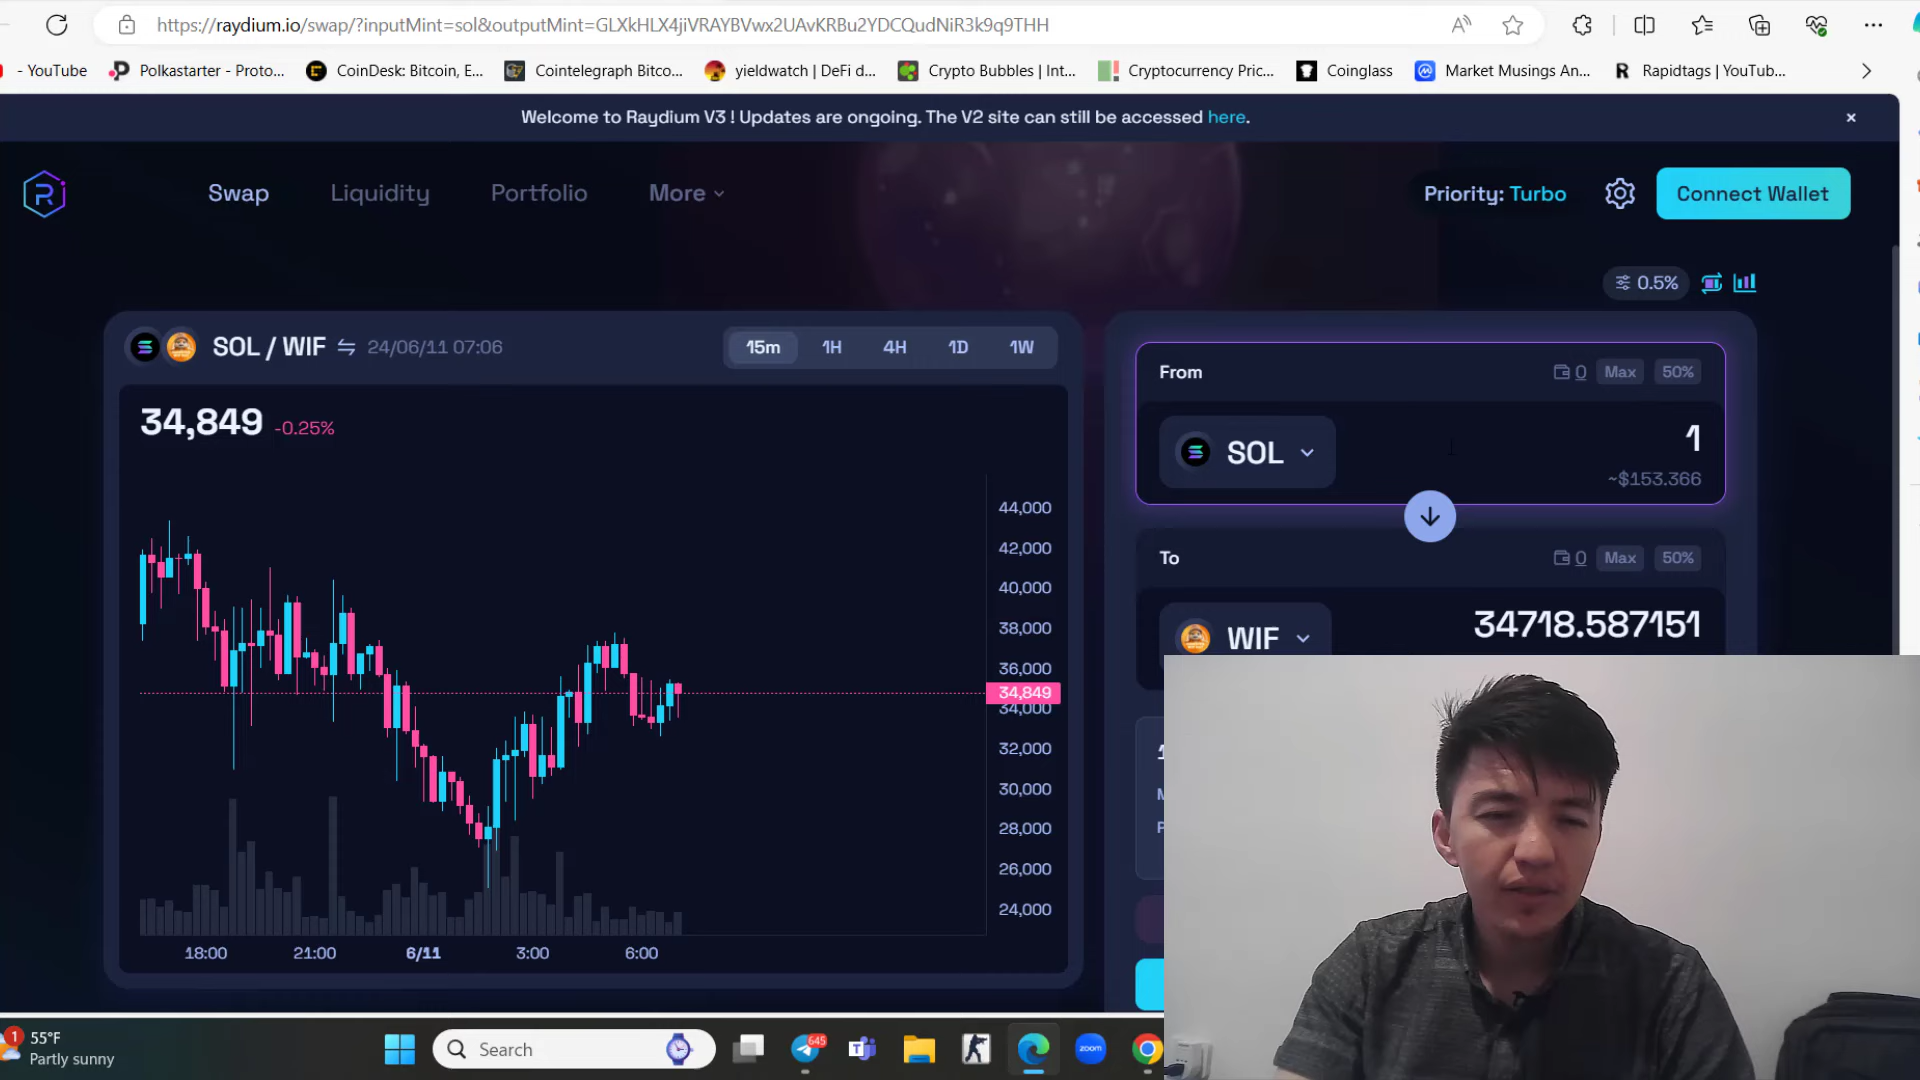 https://raydium.io/swap/?inputMint=sol&outputMint=GLXkHLX4jiVRAYBVwx2UAvKRBu2YDCQudNiR3k9q9THH
- YouTube
Polkastarter - Proto...
CoinDesk: Bitcoin, E...
Cointelegraph Bitco...
yieldwatch | DeFi d...
Crypto Bubbles | Int...
Cryptocurrency Pric...
Coinglass
Market Musings An...
Rapidtags | YouTub...
Welcome to Raydium V3 ! Updates are ongoing. The V2 site can still be accessed here.
Swap
Liquidity
Portfolio
More
Priority: Turbo
Connect Wallet
0.5%
SOL / WIF
24/06/11 07:06
15m
1H
4H
1D
1W
34,849 -0.25%
44,000
42,000
40,000
38,000
36,000
34,849
34,000
32,000
30,000
28,000
26,000
24,000
18:00
21:00
6/11
3:00
6:00
From
0
Max
50%
SOL
1
~$153.366
To
0
Max
50%
WIF
34718.587151
1
55°F
Partly sunny
Search
645
zoom